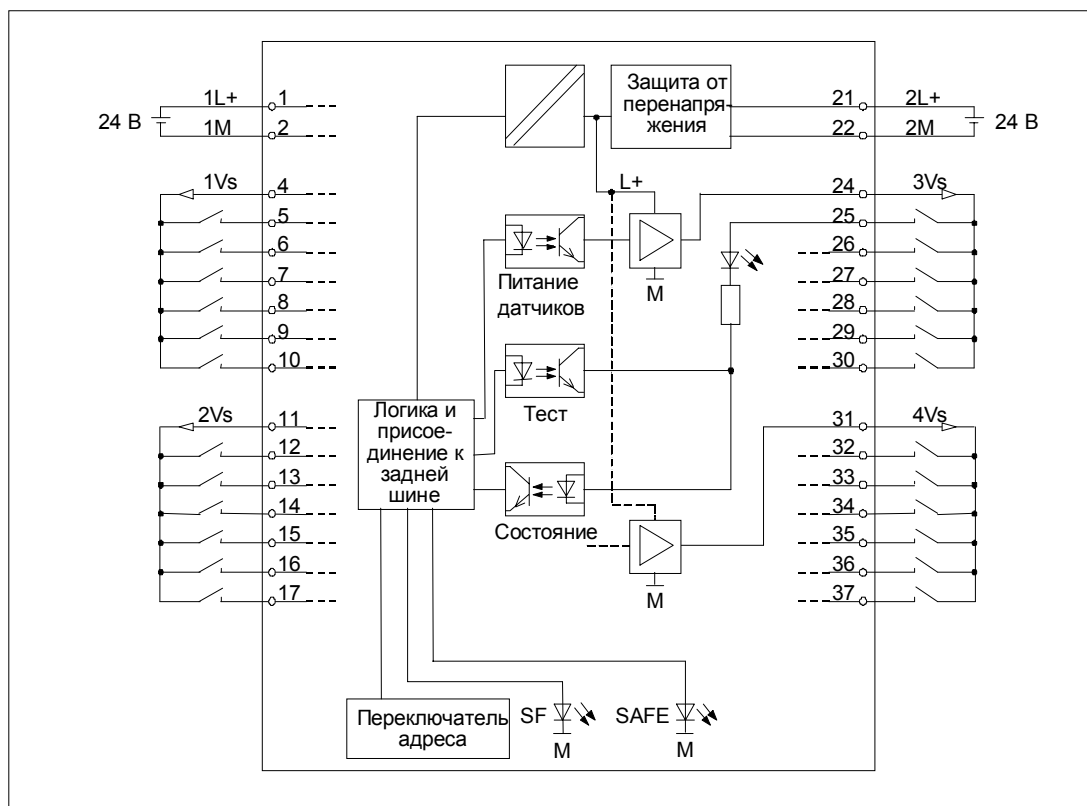 24 В
1L+
1
1M
2
1Vs
4
5
6
7
8
9
10
2Vs
11
12
13
14
15
16
17
Защита от
перенапря-
жения
L+
M
Питание
датчиков
Тест
Состояние
M
Логика и
присое-
динение к
задней
шине
Переключатель
адреса
SF
M
SAFE
M
21
2L+
22
2M
24 В
24
3Vs
25
26
27
28
29
30
31
4Vs
32
33
34
35
36
37